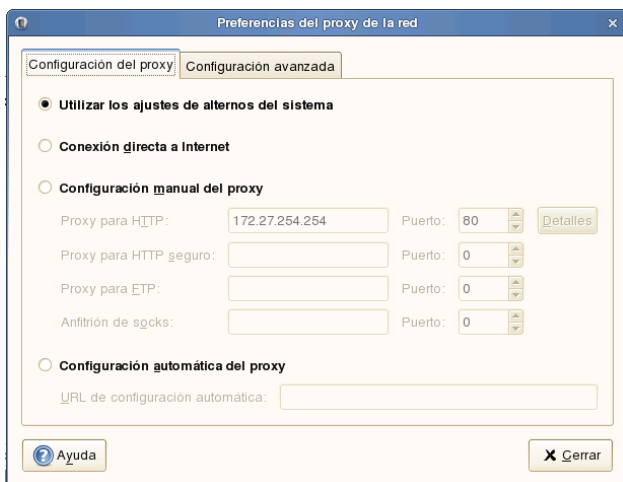 Preferencias del proxy de la red
Configuración del proxy Configuración avanzada
Utilizar los ajustes de alternos del sistema
Conexión directa a Internet
Configuración manual del proxy
Proxy para HTTP: 172.27.254.254 Puerto: 80 Detalles
Proxy para HTTP seguro: Puerto: 0
Proxy para FTP: Puerto: 0
Anfitrión de socks: Puerto: 0
Configuración automática del proxy
URL de configuración automática:
Ayuda Cerrar